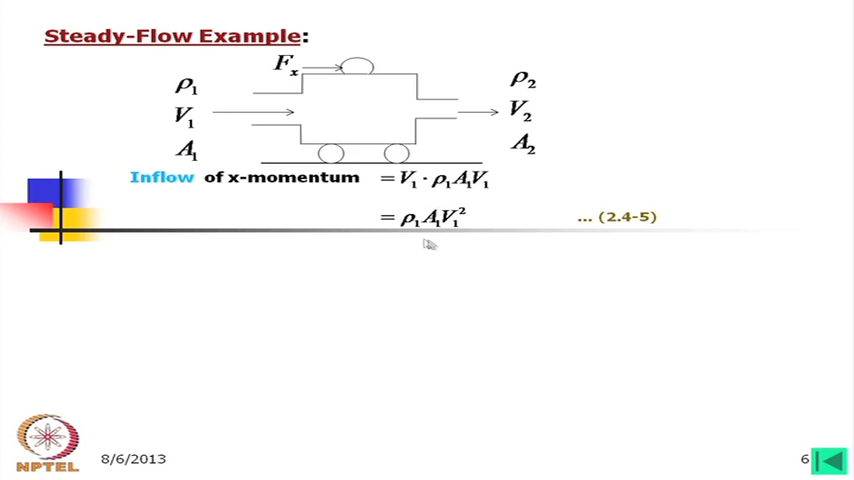 Steady-Flow Example:
Fx
ρ1
ρ2
V1
V2
A1
A2
Inflow of x-momentum = V1 · ρ1A1V1
= ρ1A1V1² ... (2.4-5)
NPTEL
8/6/2013
6